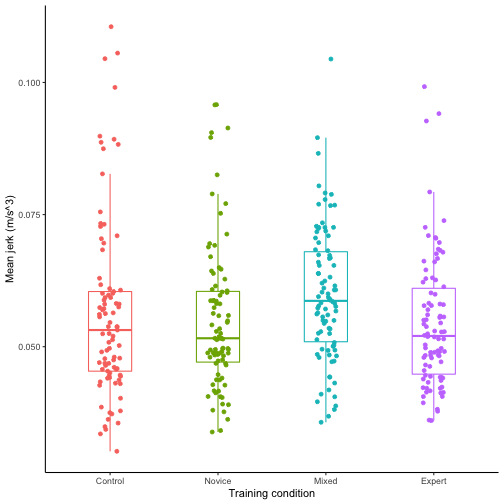 Mean jerk (m/s^3)
0.100
0.075
0.050
Control Novice Mixed Expert
Training condition